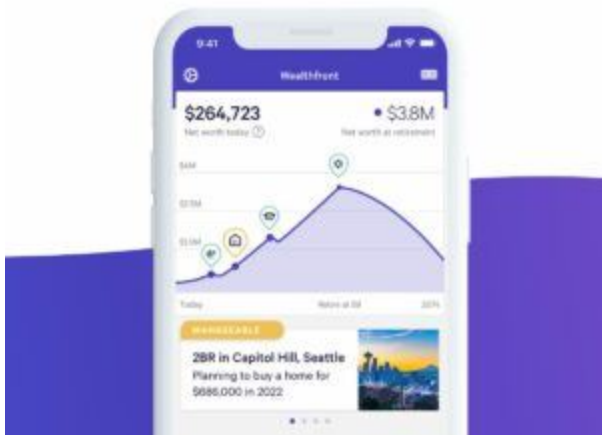 9:41
Wealthfront
$264,723
$3.8M
Net worth today
Net worth at retirement
Today
MANAGEABLE
2BR in Capitol Hill, Seattle
Planning to buy a home for
$686,000 in 2022